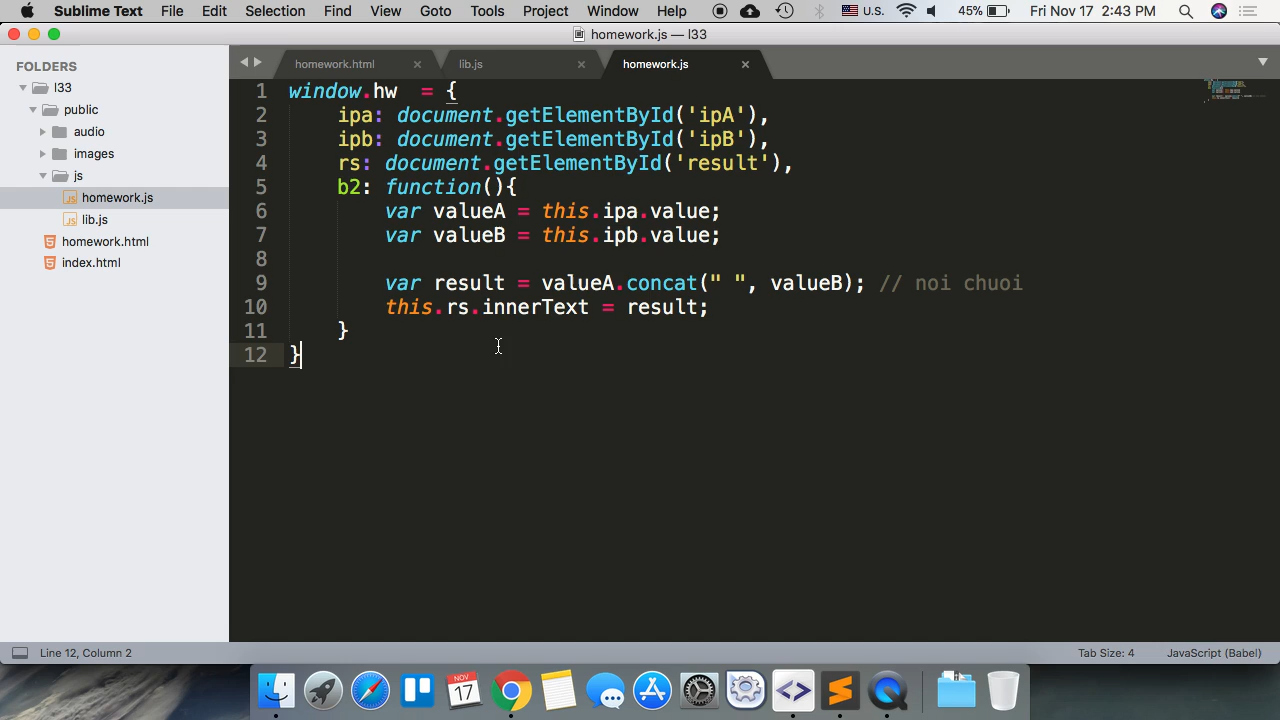 Sublime Text File Edit Selection Find View Goto Tools Project Window Help U.S. 45% Fri Nov 17 2:43 PM
homework.js — l33
FOLDERS
l33
public
audio
images
js
homework.js
lib.js
homework.html
index.html
homework.html lib.js homework.js
1 window.hw  = {
2     ipa: document.getElementById('ipA'),
3     ipb: document.getElementById('ipB'),
4     rs: document.getElementById('result'),
5     b2: function(){
6         var valueA = this.ipa.value;
7         var valueB = this.ipb.value;
8
9         var result = valueA.concat(" ", valueB); // noi chuoi
10         this.rs.innerText = result;
11     }
12 }
Line 12, Column 2 Tab Size: 4 JavaScript (Babel)
NOV
17